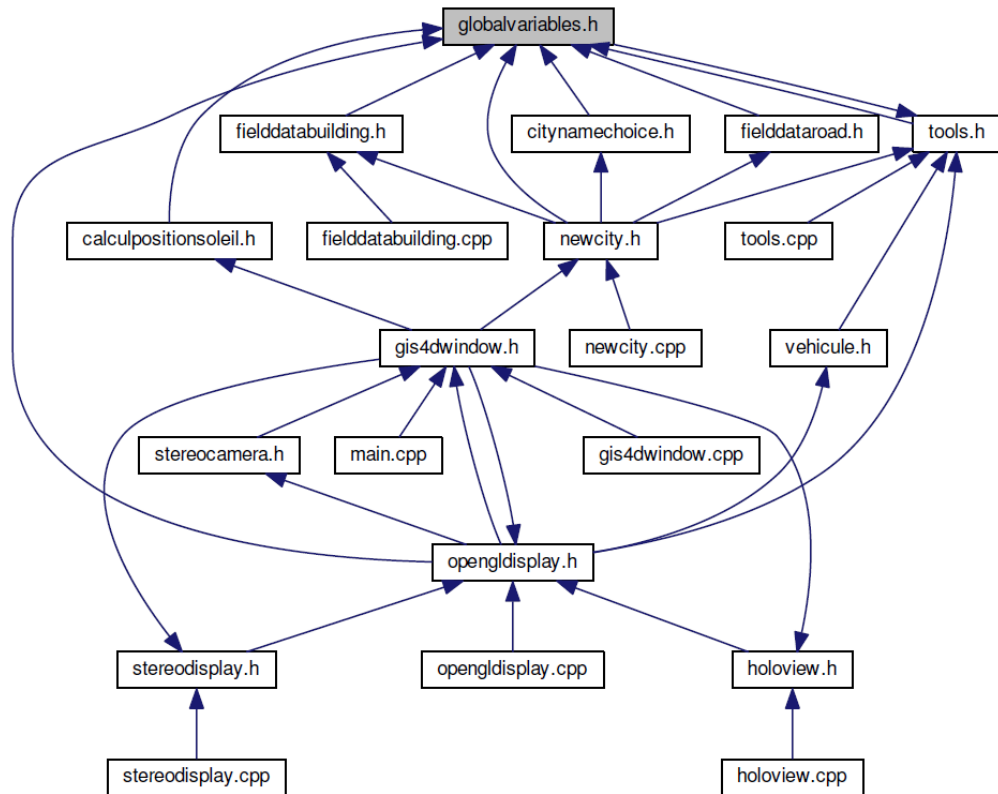 globalvariables.h
fielddatabuilding.h
citynamechoice.h
fielddataroad.h
tools.h
calculpositionsoleil.h
fielddatabuilding.cpp
newcity.h
tools.cpp
gis4dwindow.h
newcity.cpp
vehicule.h
stereocamera.h
main.cpp
gis4dwindow.cpp
opengldisplay.h
stereodisplay.h
opengldisplay.cpp
holoview.h
stereodisplay.cpp
holoview.cpp